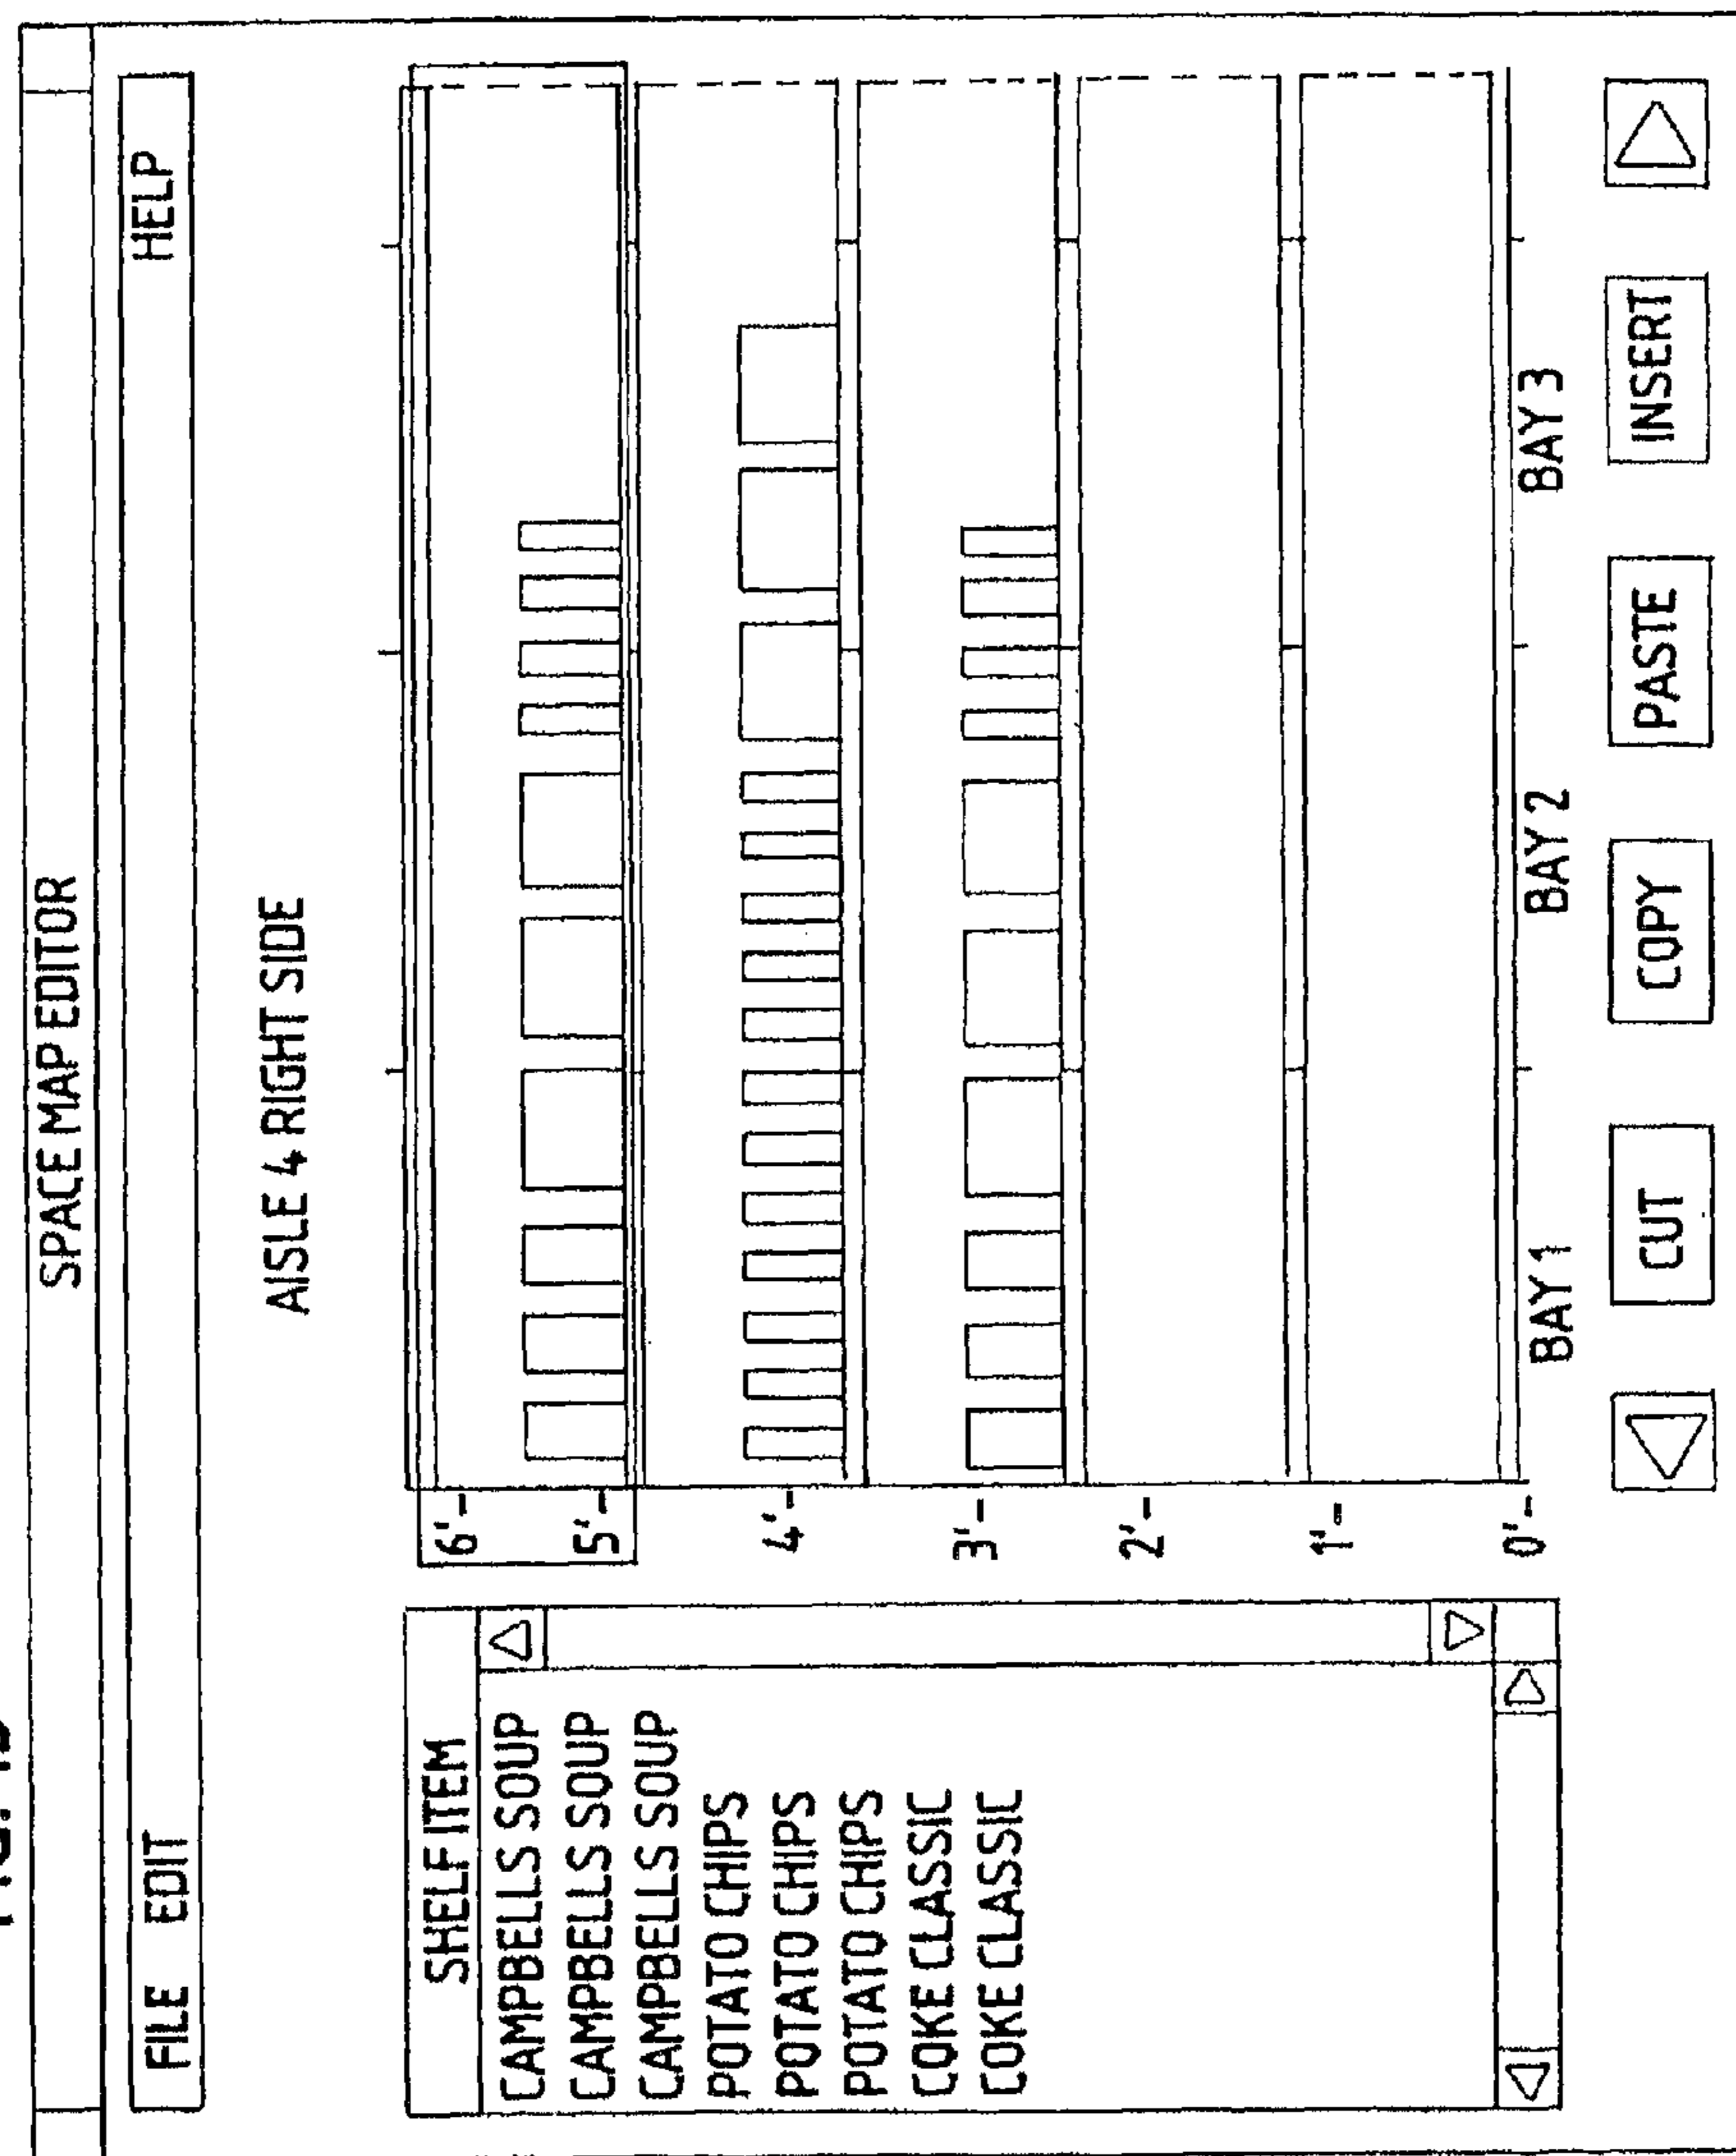 SPACE MAP EDITOR
FILE EDIT HELP
AISLE 4 RIGHT SIDE
SHELF ITEM
CAMPBELLS SOUP
CAMPBELLS SOUP
CAMPBELLS SOUP
POTATO CHIPS
POTATO CHIPS
POTATO CHIPS
COKE CLASSIC
COKE CLASSIC
6'-
5'-
4'-
3'-
2'-
1'-
0'-
BAY 1 BAY 2 BAY 3
CUT COPY PASTE INSERT